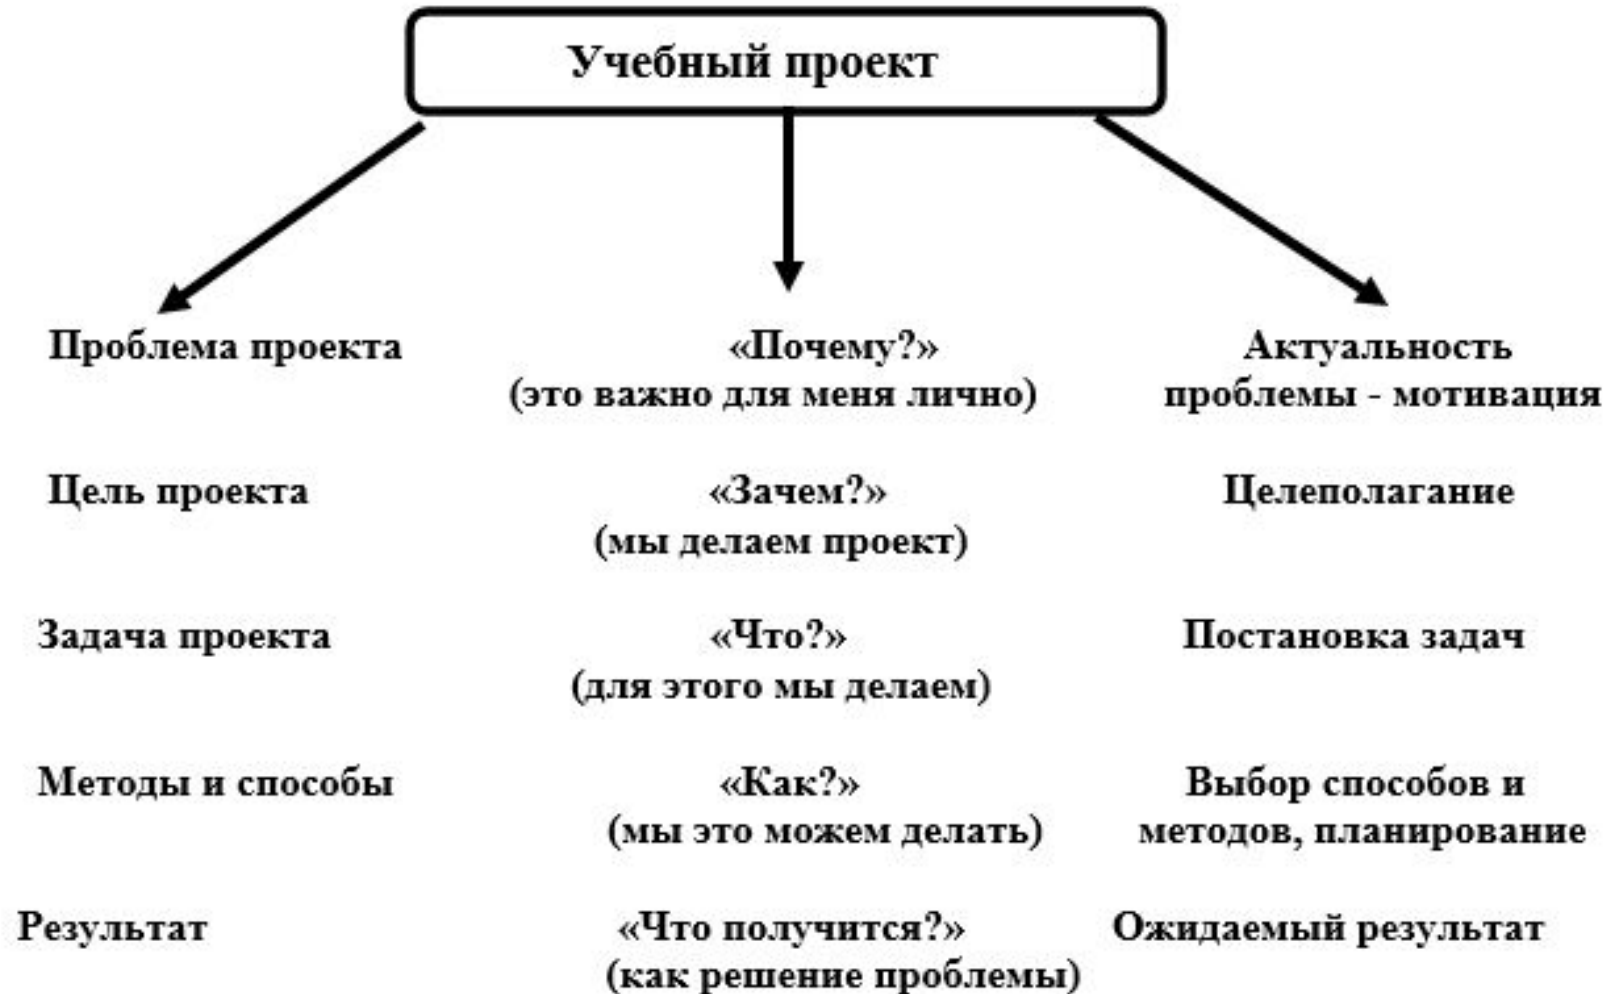 Учебный проект
Проблема проекта
«Почему?»
(это важно для меня лично)
Актуальность
проблемы - мотивация
Цель проекта
«Зачем?»
(мы делаем проект)
Целеполагание
Задача проекта
«Что?»
(для этого мы делаем)
Постановка задач
Методы и способы
«Как?»
(мы это можем делать)
Выбор способов и
методов, планирование
Результат
«Что получится?»
(как решение проблемы)
Ожидаемый результат